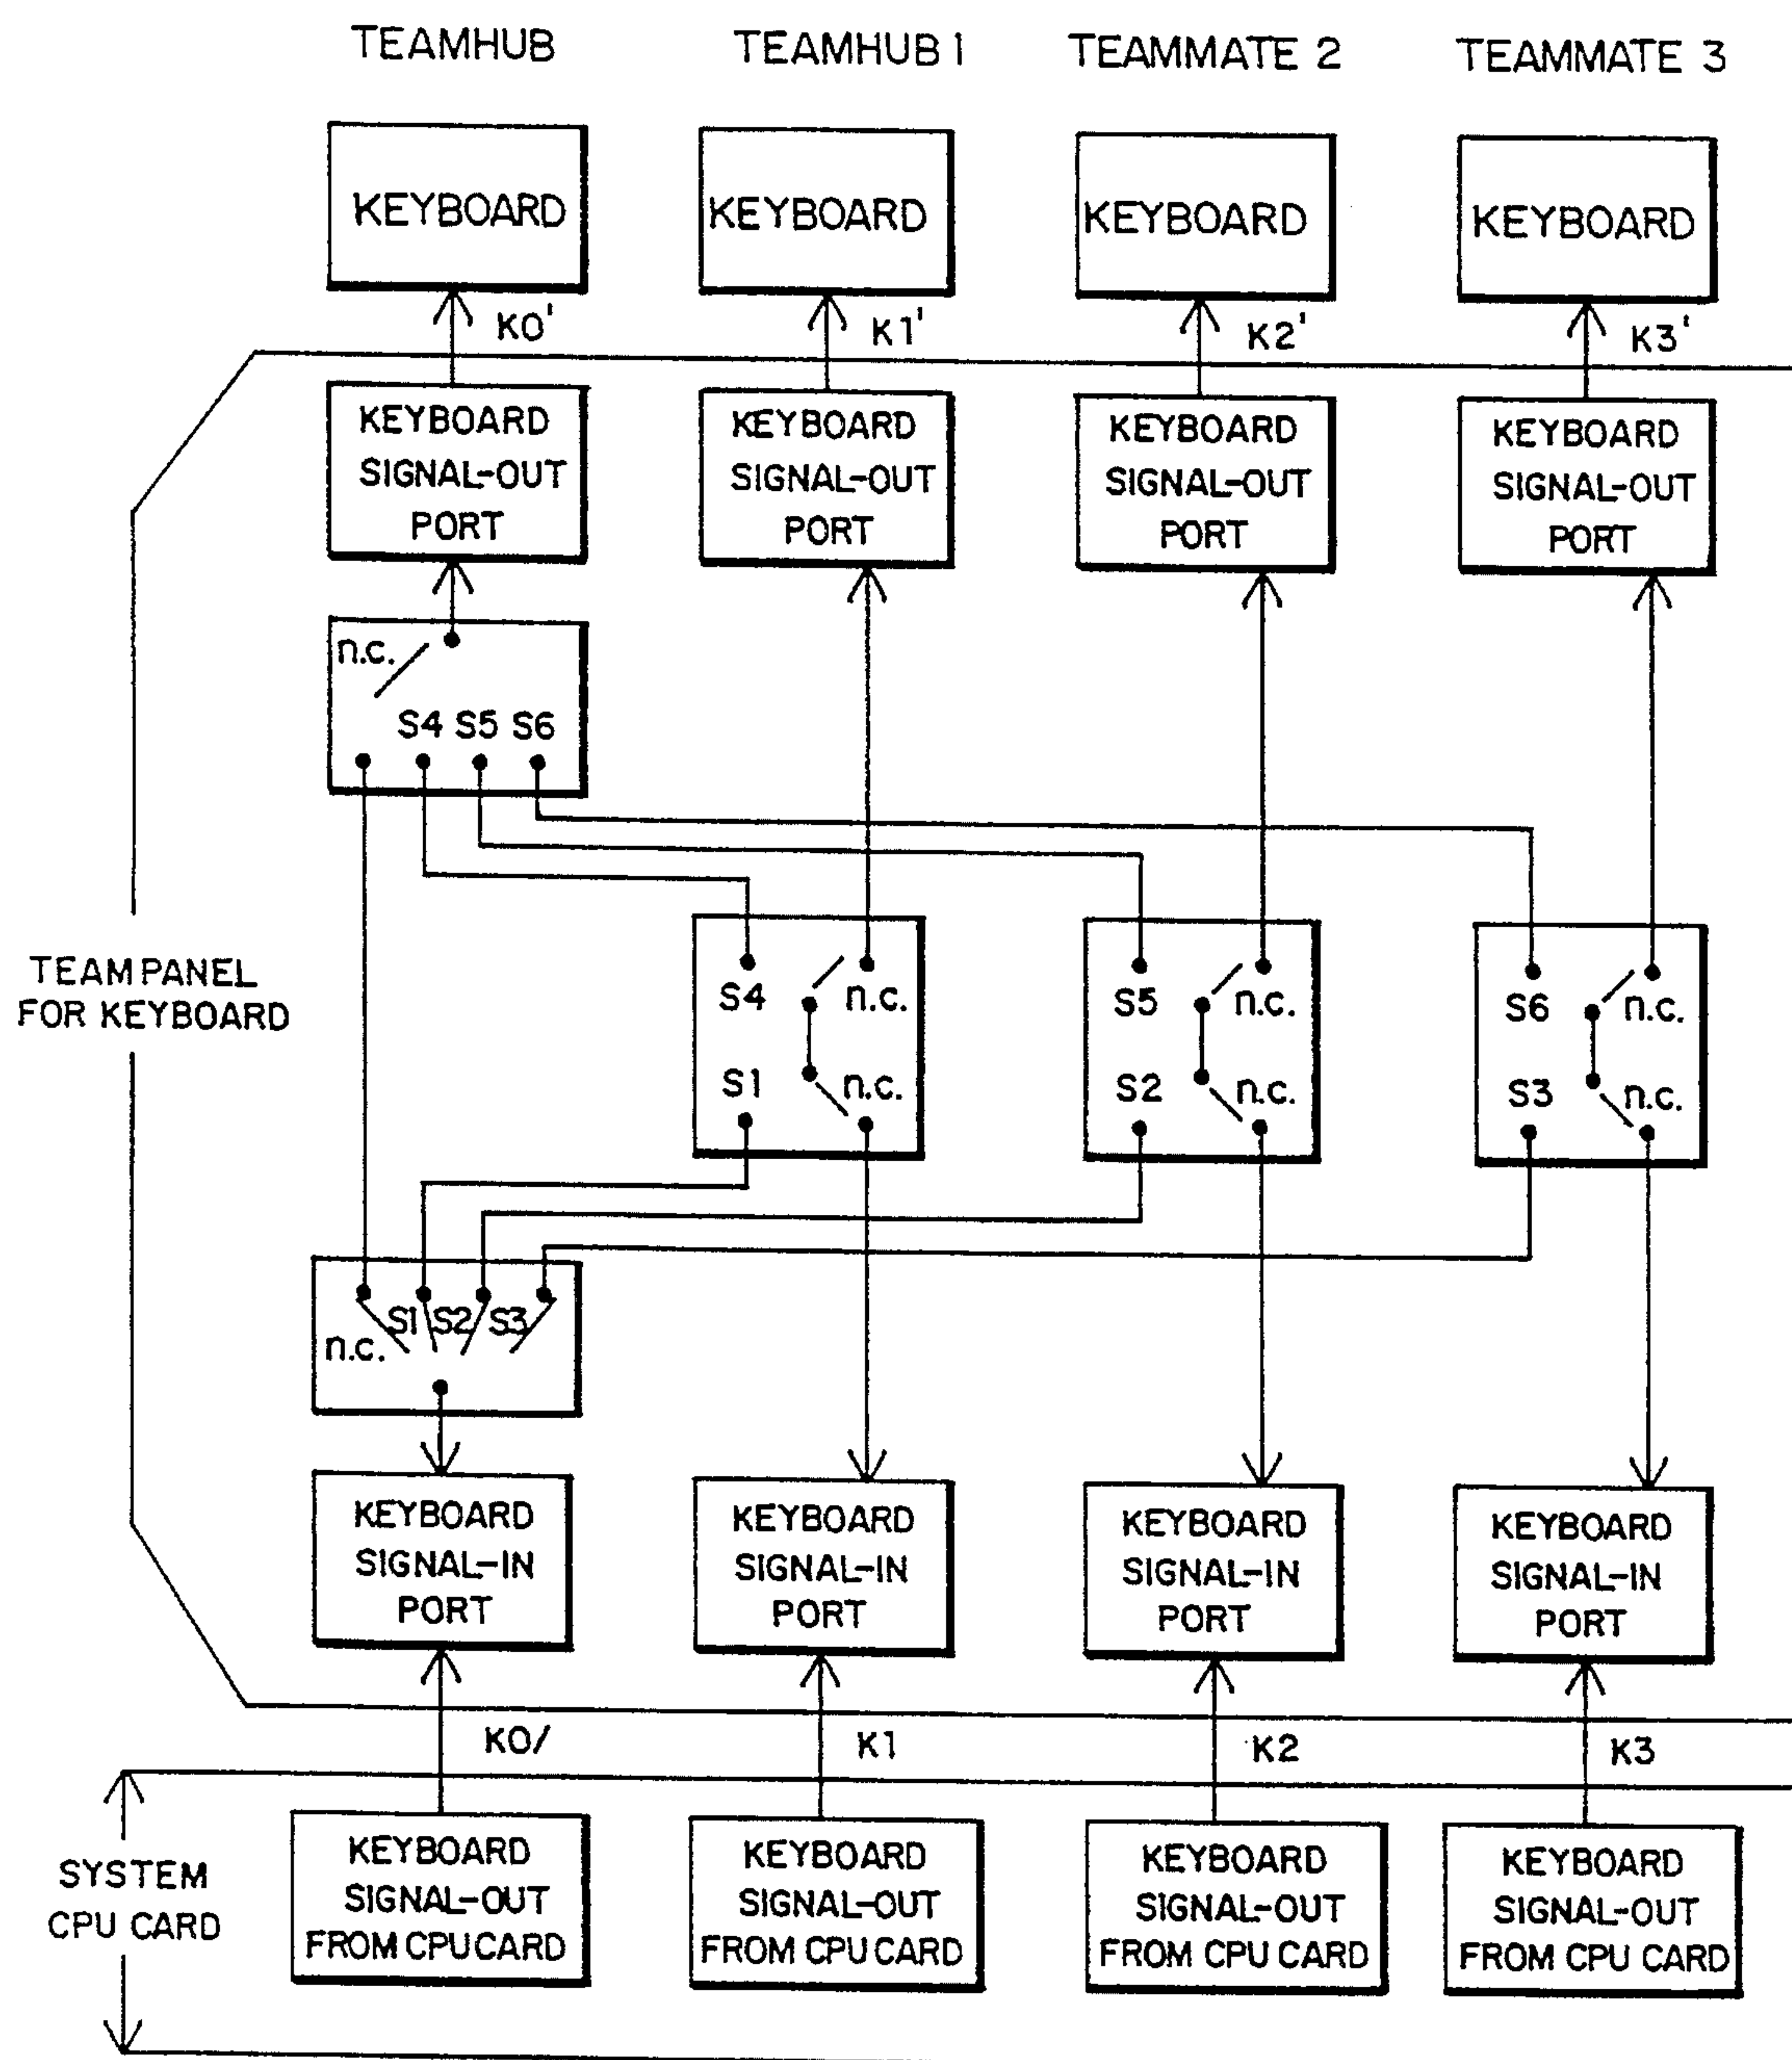 TEAMHUB
TEAMHUB 1
TEAMMATE 2
TEAMMATE 3
KEYBOARD
KEYBOARD
KEYBOARD
KEYBOARD
K0'
K1'
K2'
K3'
KEYBOARD
SIGNAL-OUT
PORT
KEYBOARD
SIGNAL-OUT
PORT
KEYBOARD
SIGNAL-OUT
PORT
KEYBOARD
SIGNAL-OUT
PORT
n.c.
S4 S5 S6
TEAM PANEL
FOR KEYBOARD
S4
n.c.
S1
n.c.
S5
n.c.
S2
n.c.
S6
n.c.
S3
n.c.
S1 S2 S3
n.c.
KEYBOARD
SIGNAL-IN
PORT
KEYBOARD
SIGNAL-IN
PORT
KEYBOARD
SIGNAL-IN
PORT
KEYBOARD
SIGNAL-IN
PORT
K0/
K1
K2
K3
SYSTEM
CPU CARD
KEYBOARD
SIGNAL-OUT
FROM CPU CARD
KEYBOARD
SIGNAL-OUT
FROM CPU CARD
KEYBOARD
SIGNAL-OUT
FROM CPU CARD
KEYBOARD
SIGNAL-OUT
FROM CPU CARD